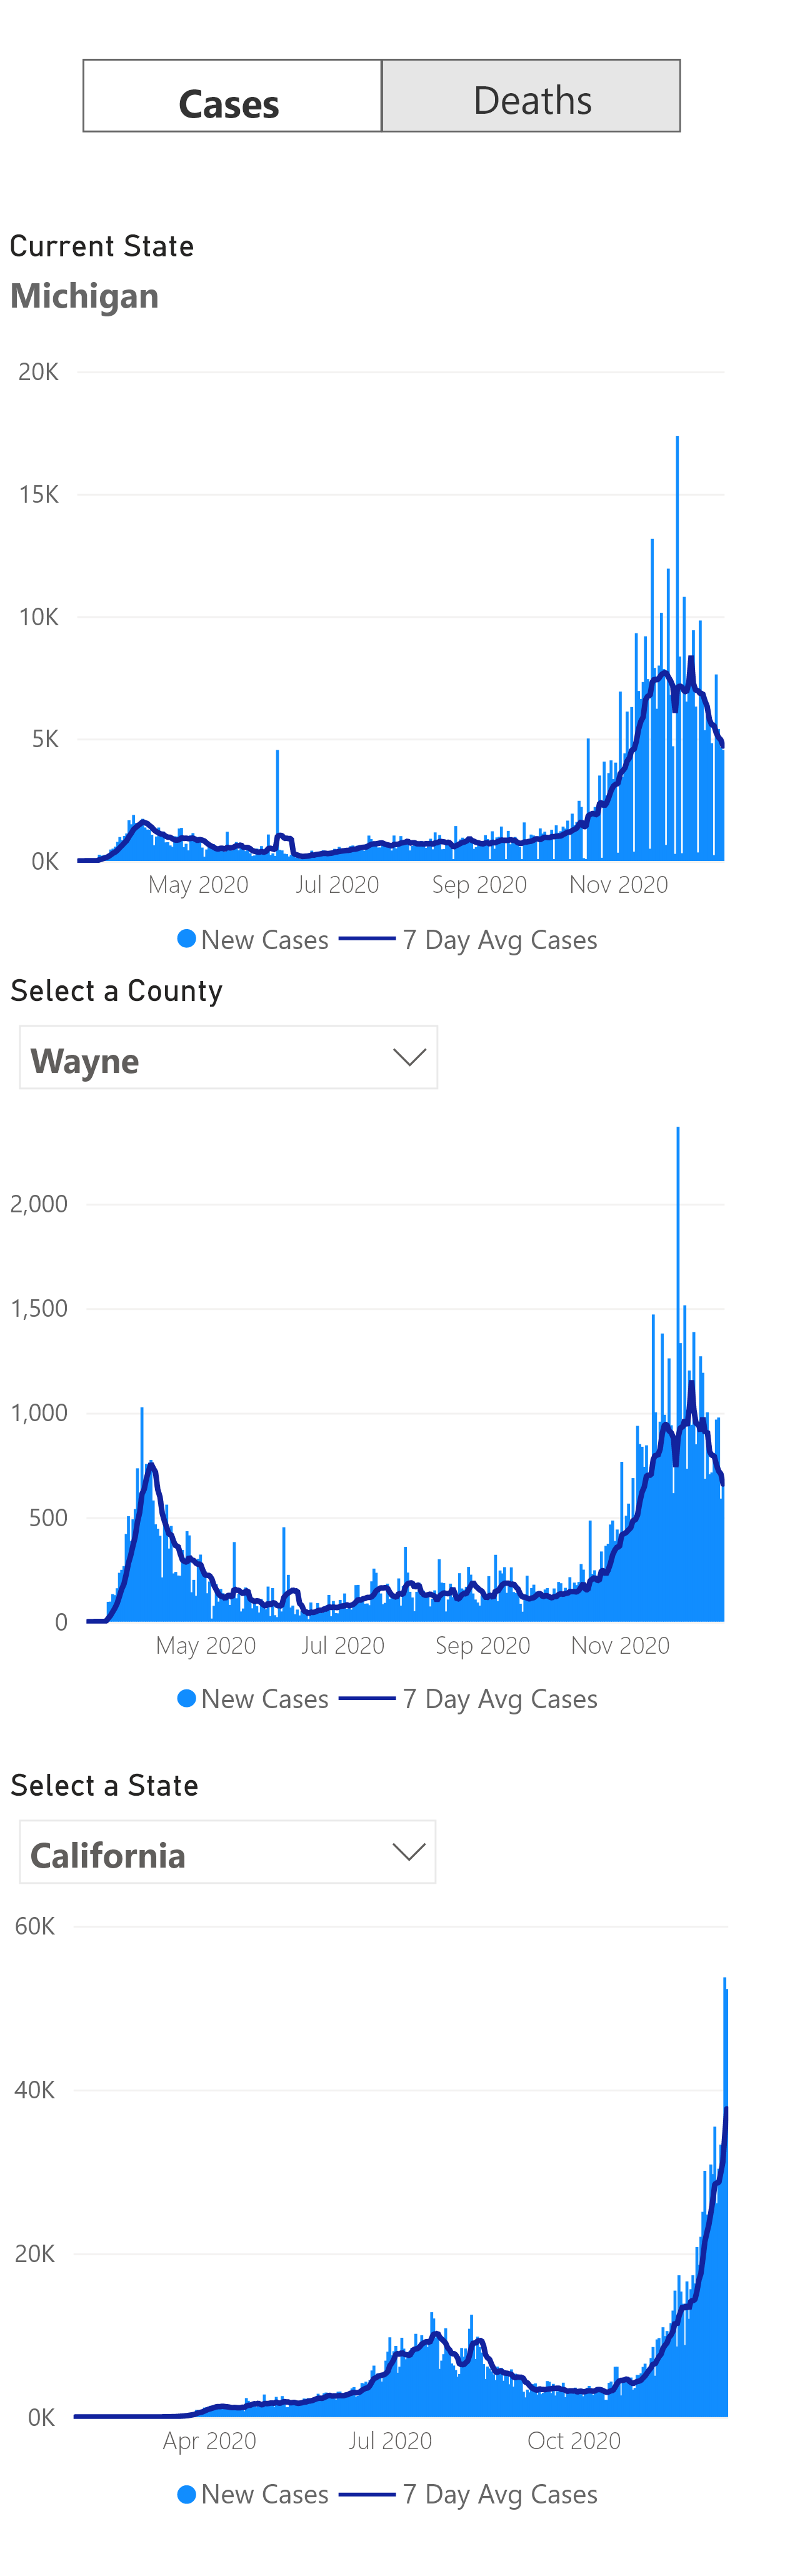 Cases Deaths
Current State
Michigan
20K
15K
10K
5K
0K
May 2020 Jul 2020 Sep 2020 Nov 2020
New Cases 7 Day Avg Cases
Select a County
Wayne
2,000
1,500
1,000
500
0
May 2020 Jul 2020 Sep 2020 Nov 2020
New Cases 7 Day Avg Cases
Select a State
California
60K
40K
20K
0K
Apr 2020 Jul 2020 Oct 2020
New Cases 7 Day Avg Cases